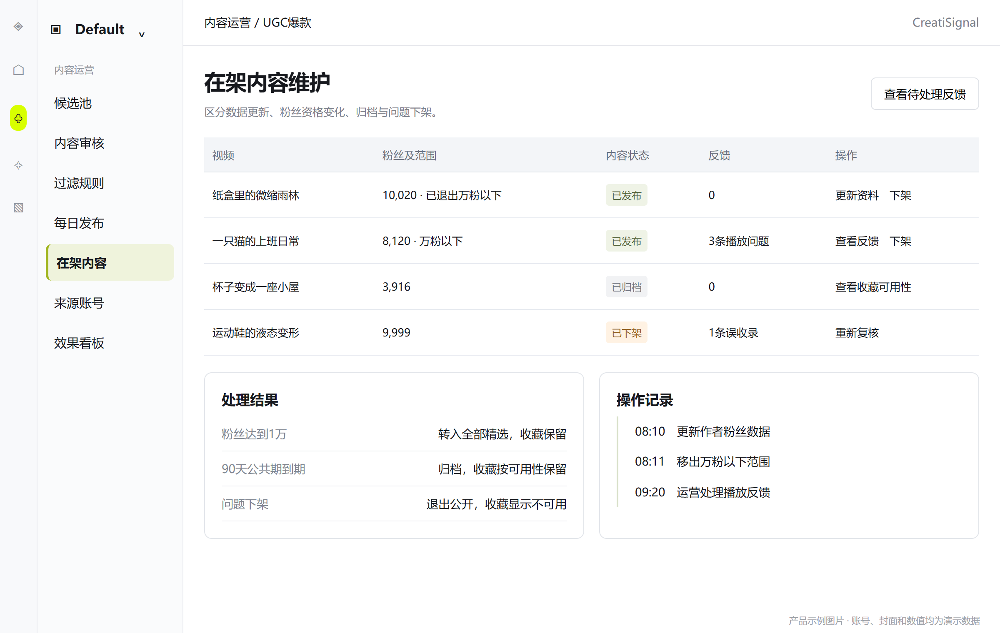 Default
内容运营
候选池
内容审核
过滤规则
每日发布
在架内容
来源账号
效果看板
内容运营 / UGC爆款
CreatiSignal
在架内容维护
区分数据更新、粉丝资格变化、归档与问题下架。
查看待处理反馈
视频 粉丝及范围 内容状态 反馈 操作
纸盒里的微缩雨林 10,020 · 已退出万粉以下 已发布 0 更新资料 下架
一只猫的上班日常 8,120 · 万粉以下 已发布 3条播放问题 查看反馈 下架
杯子变成一座小屋 3,916 已归档 0 查看收藏可用性
运动鞋的液态变形 9,999 已下架 1条误收录 重新复核
处理结果
粉丝达到1万 转入全部精选，收藏保留
90天公共期到期 归档，收藏按可用性保留
问题下架 退出公开，收藏显示不可用
操作记录
08:10 更新作者粉丝数据
08:11 移出万粉以下范围
09:20 运营处理播放反馈
产品示例图片 · 账号、封面和数值均为演示数据